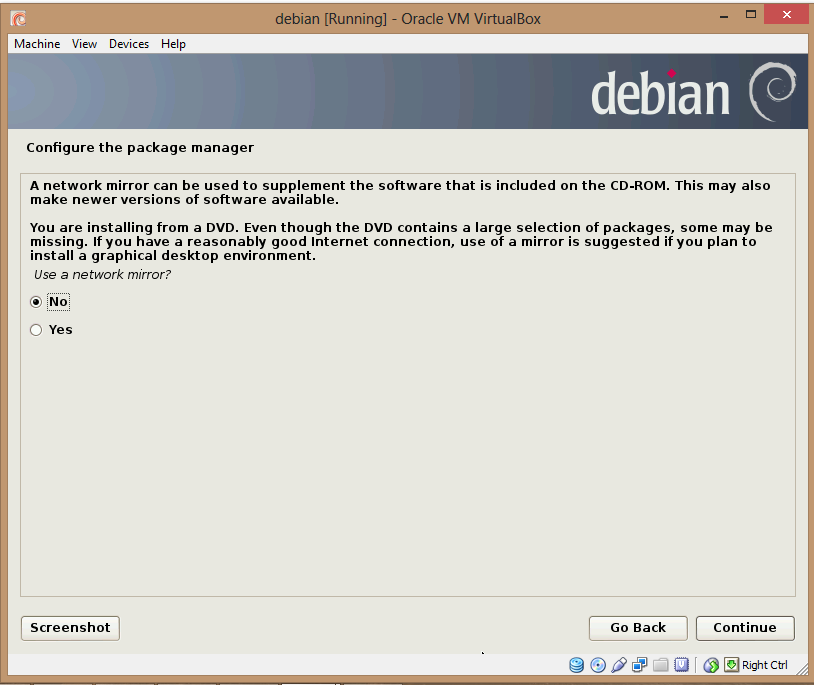 debian [Running] - Oracle VM VirtualBox
Machine View Devices Help
debian
Configure the package manager
A network mirror can be used to supplement the software that is included on the CD-ROM. This may also
make newer versions of software available.
You are installing from a DVD. Even though the DVD contains a large selection of packages, some may be
missing. If you have a reasonably good Internet connection, use of a mirror is suggested if you plan to
install a graphical desktop environment.
Use a network mirror?
No
Yes
Screenshot Go Back Continue
Right Ctrl